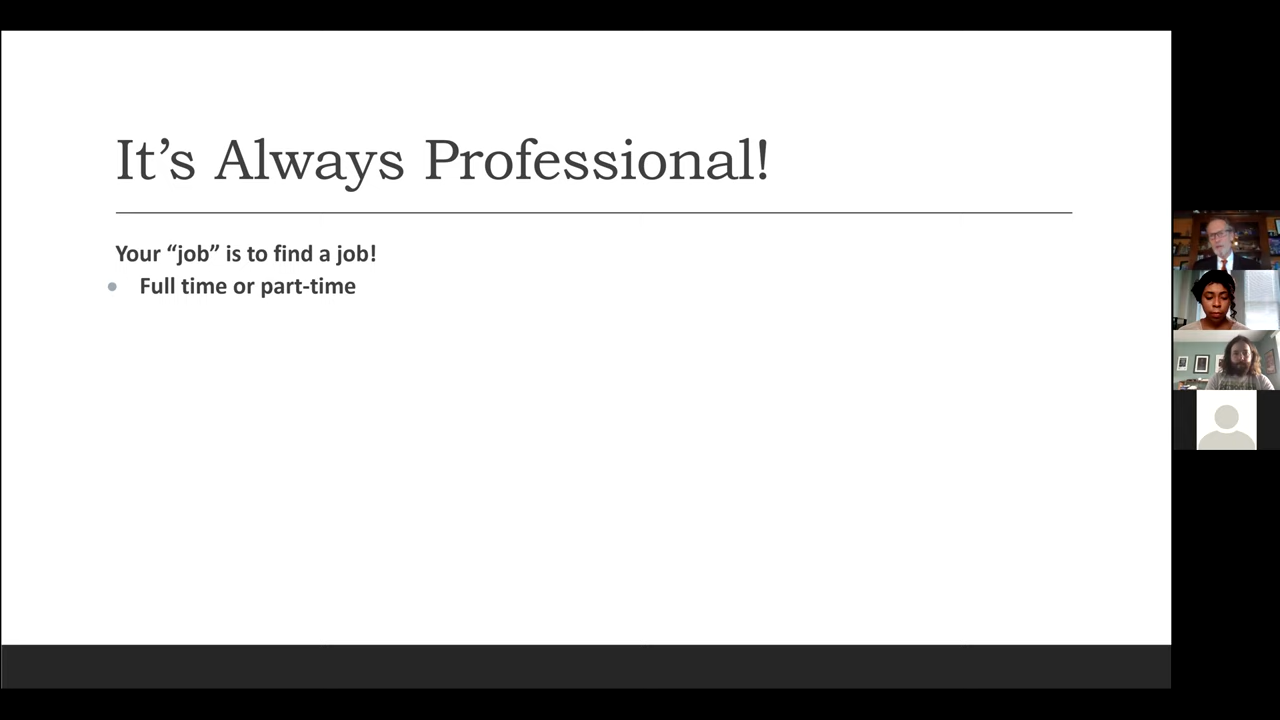 It’s Always Professional!
Your “job” is to find a job!
Full time or part-time